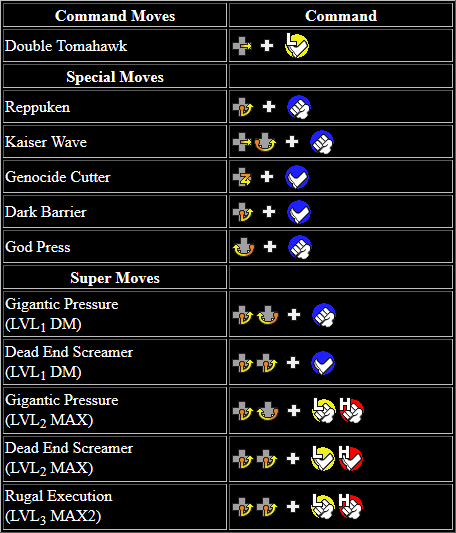 Command Moves Command
Double Tomahawk + L
Special Moves
Reppuken +
Kaiser Wave +
Genocide Cutter +
Dark Barrier +
God Press +
Super Moves
Gigantic Pressure
(LVL1 DM) +
Dead End Screamer
(LVL1 DM) +
Gigantic Pressure
(LVL2 MAX) + L H
Dead End Screamer
(LVL2 MAX) + L H
Rugal Execution
(LVL3 MAX2) + L H